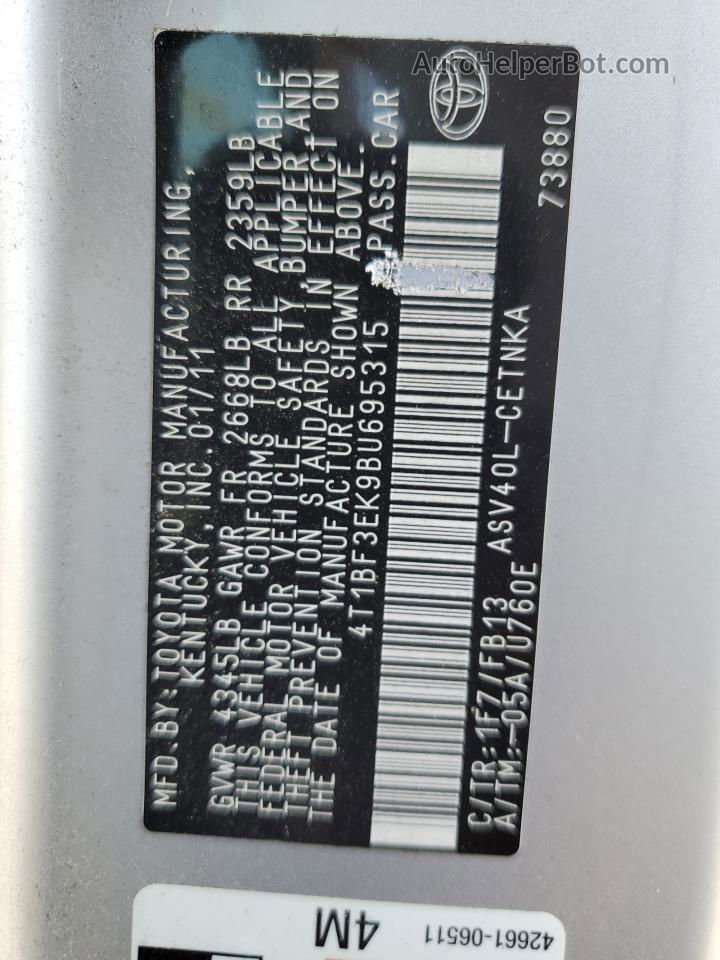 AutoHelperBot.com
MFD.BY:TOYOTA MOTOR MANUFACTURING,
KENTUCKY,INC.01/11
GVWR 4345LB GAWR FR 2668LB RR 2359LB
THIS VEHICLE CONFORMS TO ALL APPLICABLE
FEDERAL MOTOR VEHICLE SAFETY,BUMPER,AND
THEFT PREVENTION STANDARDS IN EFFECT ON
THE DATE OF MANUFACTURE SHOWN ABOVE.
4T1BF3EK9BU695315 PASS.CAR
C/TR:1F7/FB13 ASV40L-CETNKA
A/TM:-05A/U760E
73880
4M
42661-06511